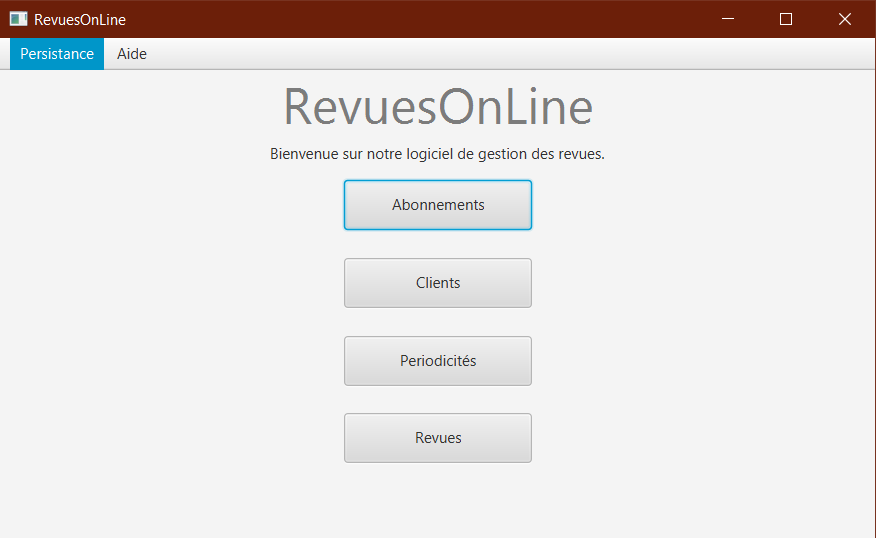 RevuesOnLine
Persistance Aide
RevuesOnLine
Bienvenue sur notre logiciel de gestion des revues.
Abonnements
Clients
Periodicités
Revues